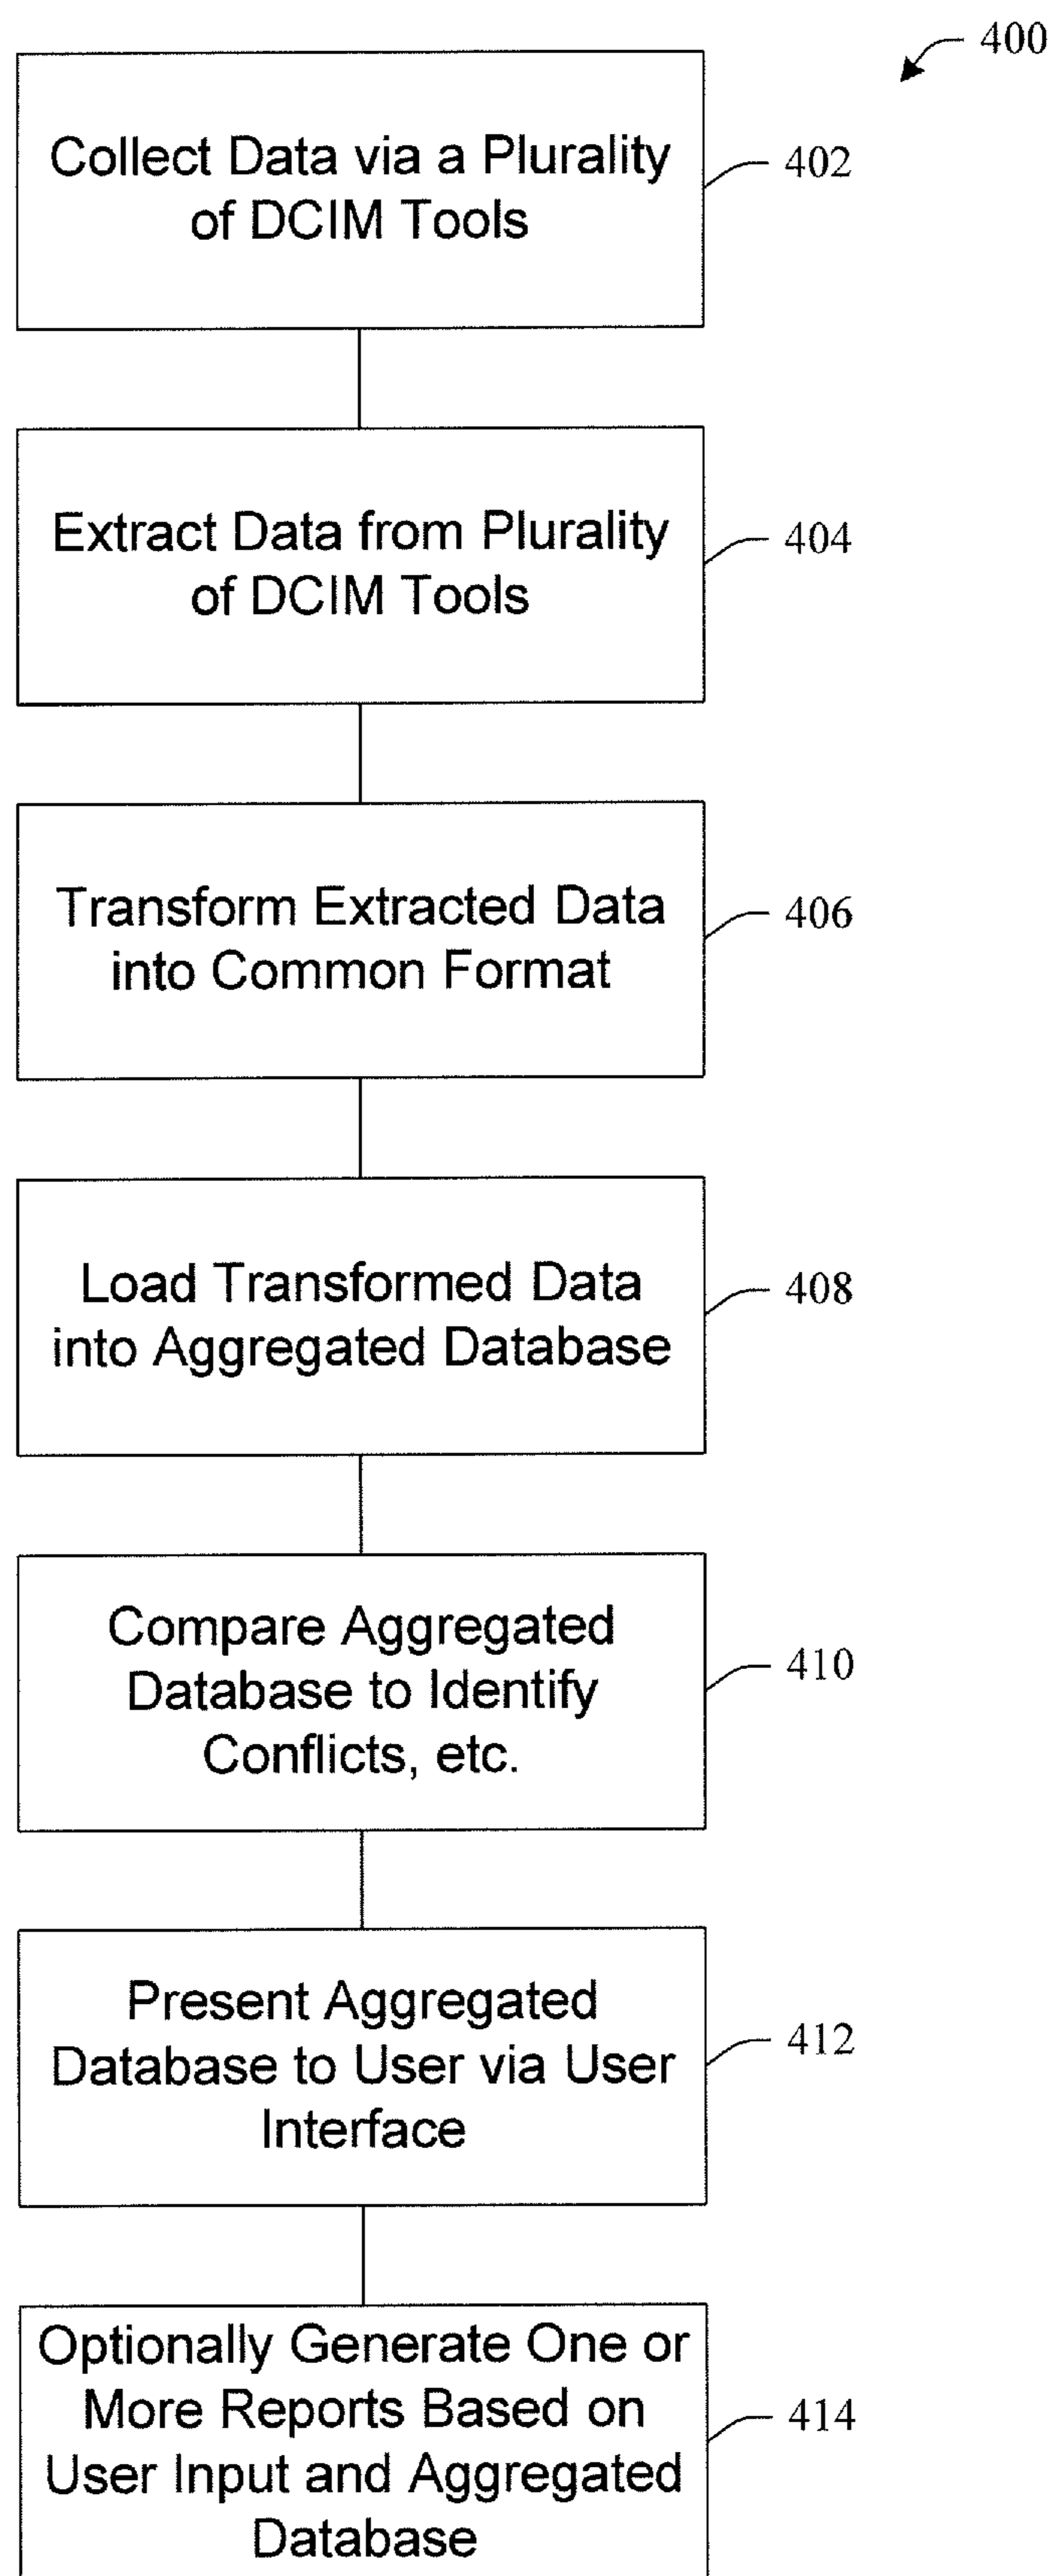 400
Collect Data via a Plurality
of DCIM Tools
402
Extract Data from Plurality
of DCIM Tools
404
Transform Extracted Data
into Common Format
406
Load Transformed Data
into Aggregated Database
408
Compare Aggregated
Database to Identify
Conflicts, etc.
410
Present Aggregated
Database to User via User
Interface
412
Optionally Generate One or
More Reports Based on
User Input and Aggregated
Database
414